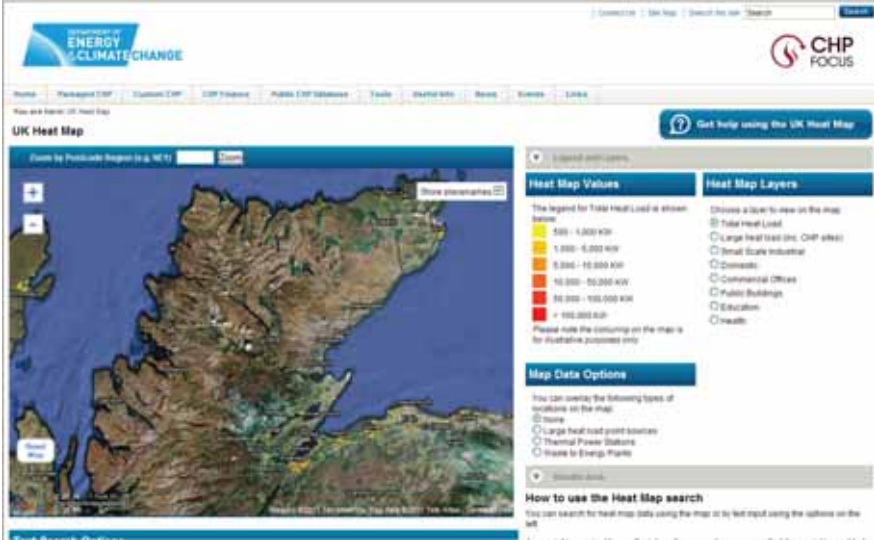 Contact Us | Site Map | Search this site Search Search
DEPARTMENT OF
ENERGY
& CLIMATE CHANGE
CHP
FOCUS
Home Packaged CHP Custom CHP CHP Finance Public CHP Database Tools Useful Info News Events Links
You are here: UK Heat Map
UK Heat Map
Get help using the UK Heat Map
Zoom by Postcode Region (e.g. NE1) Zoom
Show placenames
+
-
Reset
Map
Legend and Layers
Heat Map Values
The legend for Total Heat Load is shown
below
500 - 1,000 kW
1,000 - 5,000 kW
5,000 - 10,000 kW
10,000 - 50,000 kW
50,000 - 100,000 kW
> 100,000 kW
Please note the colouring on the map is
for illustrative purposes only
Heat Map Layers
Choose a layer to view on the map
Total Heat Load
Large heat load (inc. CHP sites)
Small Scale Industrial
Domestic
Commercial Offices
Public Buildings
Education
Health
Map Data Options
You can overlay the following types of
locations on the map
None
Large heat load point sources
Thermal Power Stations
Waste to Energy Plants
How to use the Heat Map search
You can search for heat map data using the map or by text input using the options on the
left
Text Search Options